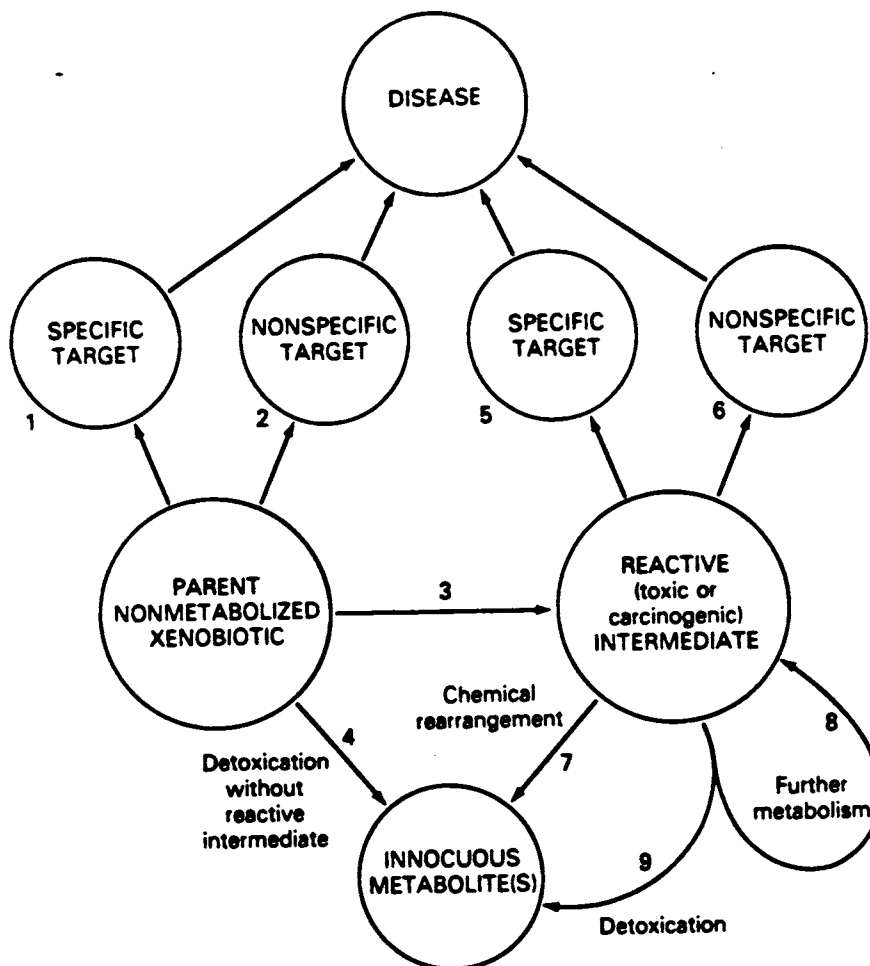 DISEASE
SPECIFIC
TARGET
1
NONSPECIFIC
TARGET
2
SPECIFIC
TARGET
5
NONSPECIFIC
TARGET
6
PARENT
NONMETABOLIZED
XENOBIOTIC
3
REACTIVE
(toxic or
carcinogenic)
INTERMEDIATE
4
Detoxication
without
reactive
intermediate
Chemical
rearrangement
7
8
Further
metabolism
9
Detoxication
INNOCUOUS
METABOLITE(S)